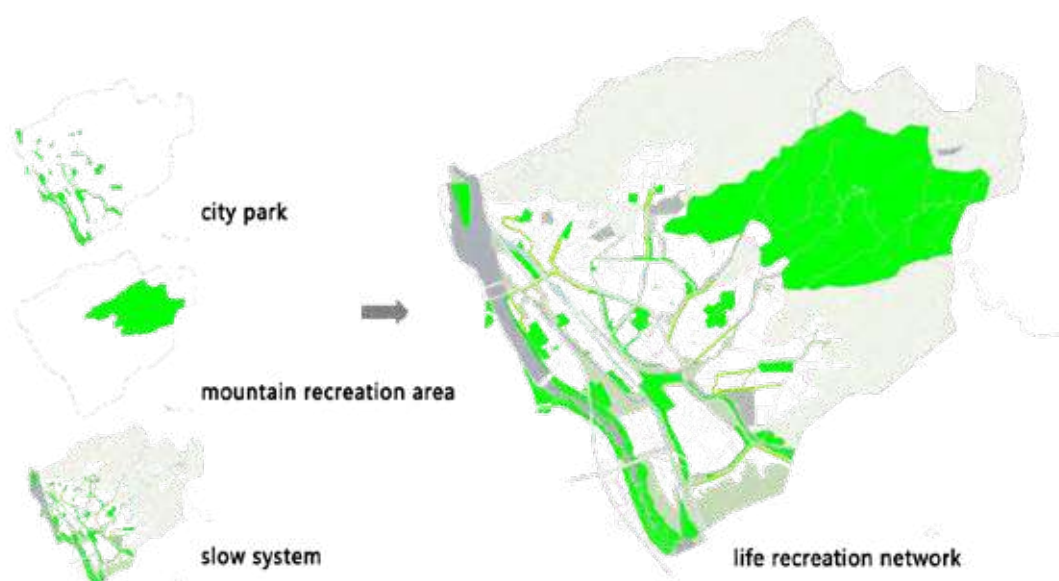 city park
mountain recreation area
slow system
life recreation network